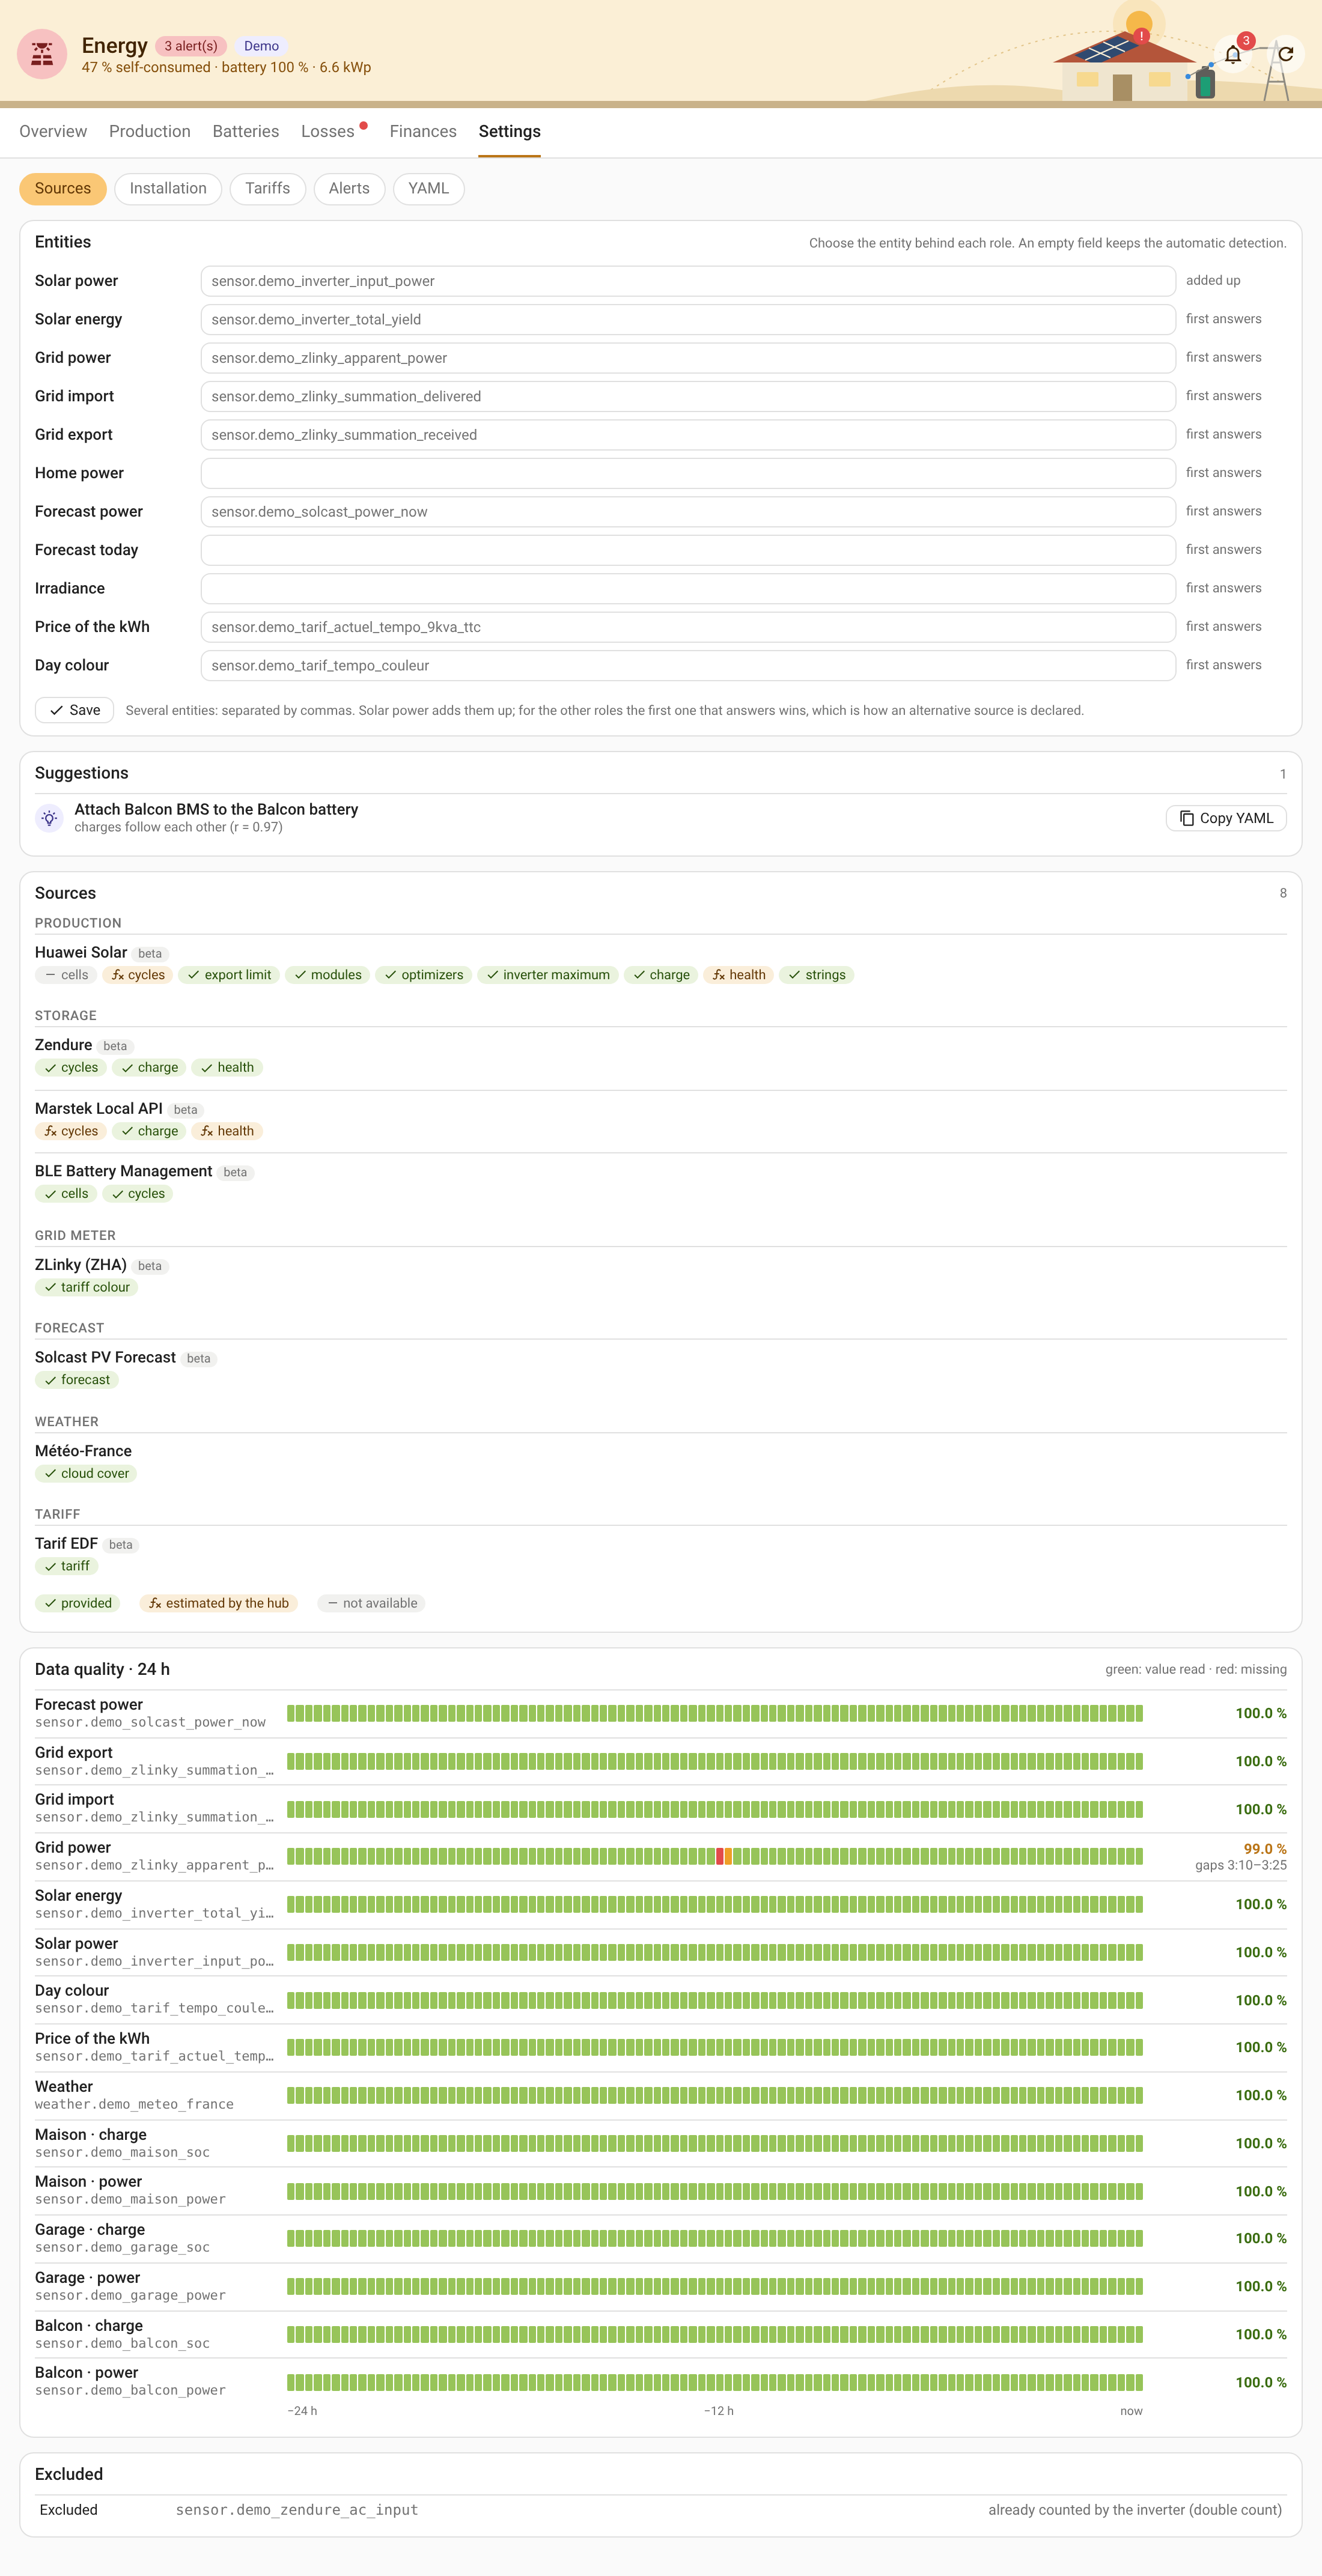 Energy 3 alert(s) Demo
47 % self-consumed · battery 100 % · 6.6 kWp
!
3
Overview Production Batteries Losses Finances Settings
Sources Installation Tariffs Alerts YAML
Entities Choose the entity behind each role. An empty field keeps the automatic detection.
Solar power sensor.demo_inverter_input_power added up
Solar energy sensor.demo_inverter_total_yield first answers
Grid power sensor.demo_zlinky_apparent_power first answers
Grid import sensor.demo_zlinky_summation_delivered first answers
Grid export sensor.demo_zlinky_summation_received first answers
Home power first answers
Forecast power sensor.demo_solcast_power_now first answers
Forecast today first answers
Irradiance first answers
Price of the kWh sensor.demo_tarif_actuel_tempo_9kva_ttc first answers
Day colour sensor.demo_tarif_tempo_couleur first answers
Save Several entities: separated by commas. Solar power adds them up; for the other roles the first one that answers wins, which is how an alternative source is declared.
Suggestions 1
Attach Balcon BMS to the Balcon battery
charges follow each other (r = 0.97)
Copy YAML
Sources 8
PRODUCTION
Huawei Solar beta
cells cycles export limit modules optimizers inverter maximum charge health strings
STORAGE
Zendure beta
cycles charge health
Marstek Local API beta
cycles charge health
BLE Battery Management beta
cells cycles
GRID METER
ZLinky (ZHA) beta
tariff colour
FORECAST
Solcast PV Forecast beta
forecast
WEATHER
Météo-France
cloud cover
TARIFF
Tarif EDF beta
tariff
provided estimated by the hub not available
Data quality · 24 h green: value read · red: missing
Forecast power
sensor.demo_solcast_power_now 100.0 %
Grid export
sensor.demo_zlinky_summation_… 100.0 %
Grid import
sensor.demo_zlinky_summation_… 100.0 %
Grid power 99.0 %
sensor.demo_zlinky_apparent_p… gaps 3:10–3:25
Solar energy
sensor.demo_inverter_total_yi… 100.0 %
Solar power
sensor.demo_inverter_input_po… 100.0 %
Day colour
sensor.demo_tarif_tempo_coule… 100.0 %
Price of the kWh
sensor.demo_tarif_actuel_temp… 100.0 %
Weather
weather.demo_meteo_france 100.0 %
Maison · charge
sensor.demo_maison_soc 100.0 %
Maison · power
sensor.demo_maison_power 100.0 %
Garage · charge
sensor.demo_garage_soc 100.0 %
Garage · power
sensor.demo_garage_power 100.0 %
Balcon · charge
sensor.demo_balcon_soc 100.0 %
Balcon · power
sensor.demo_balcon_power 100.0 %
−24 h −12 h now
Excluded
Excluded sensor.demo_zendure_ac_input already counted by the inverter (double count)